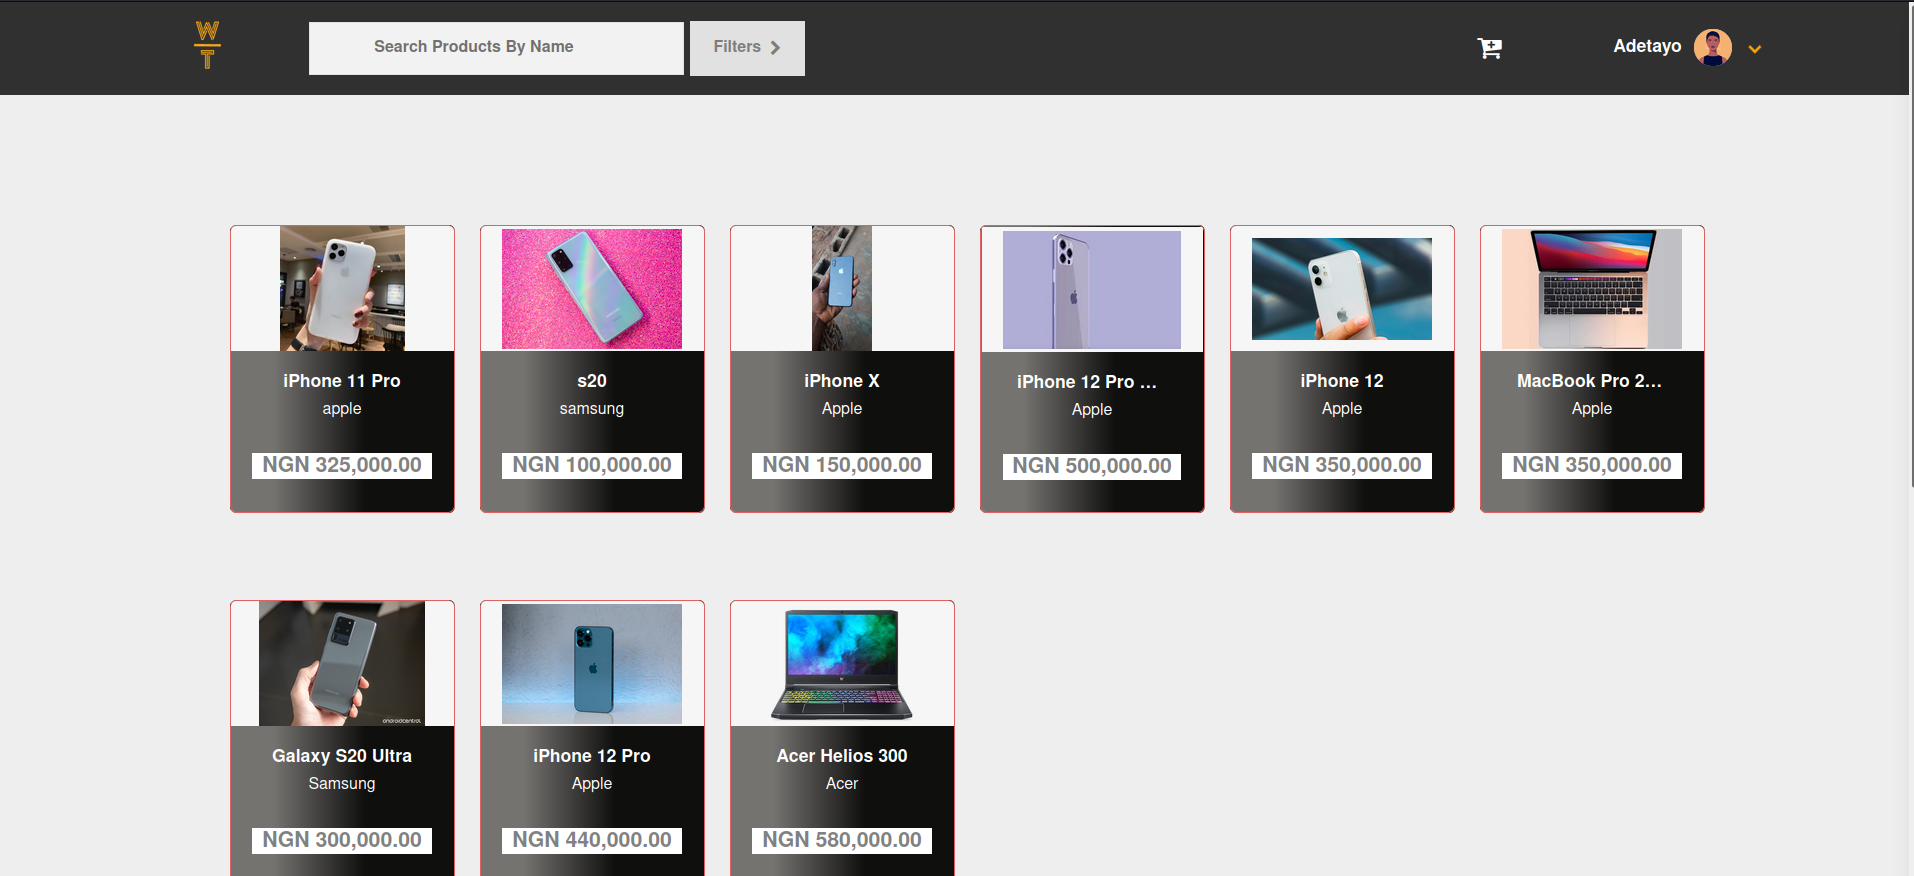 W
T
Search Products By Name
Filters
Adetayo
iPhone 11 Pro
apple
NGN 325,000.00
s20
samsung
NGN 100,000.00
iPhone X
Apple
NGN 150,000.00
iPhone 12 Pro ...
Apple
NGN 500,000.00
iPhone 12
Apple
NGN 350,000.00
MacBook Pro 2...
Apple
NGN 350,000.00
androidcentral
Galaxy S20 Ultra
Samsung
NGN 300,000.00
iPhone 12 Pro
Apple
NGN 440,000.00
Acer Helios 300
Acer
NGN 580,000.00